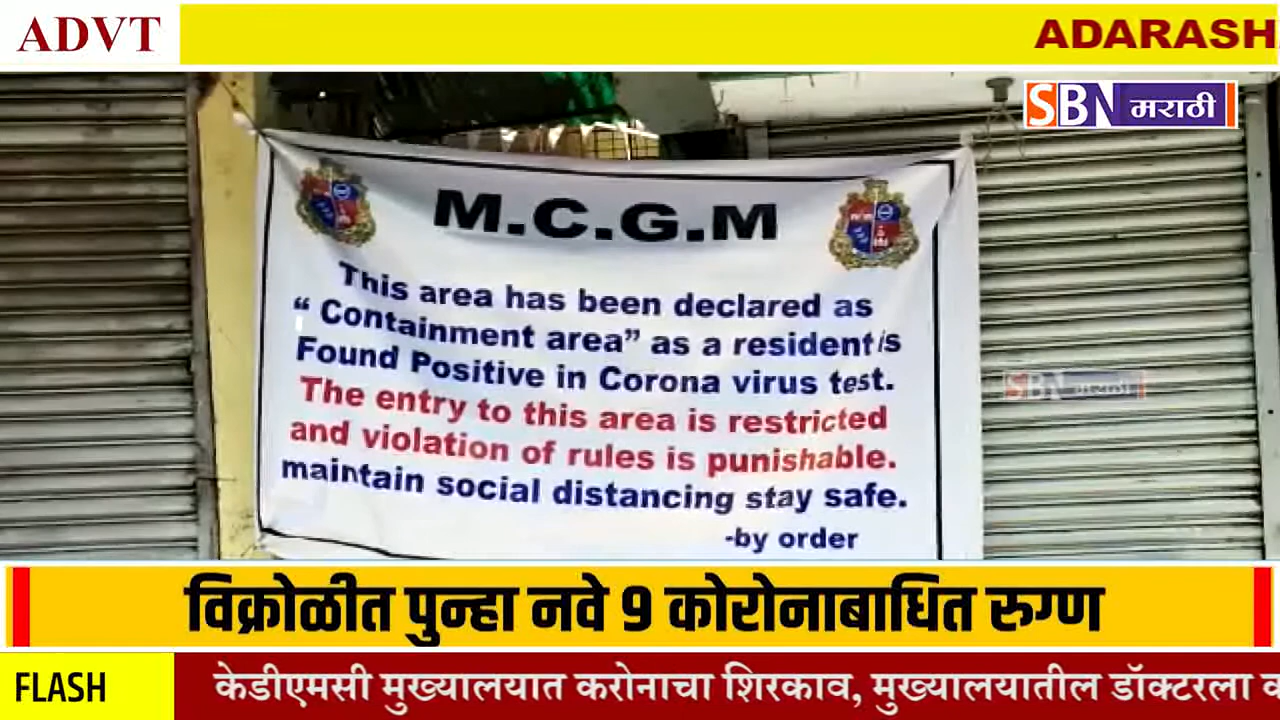 ADVT
ADARASH
SBN मराठी
M.C.G.M
This area has been declared as
“ Containment area” as a resident is
Found Positive in Corona virus test.
The entry to this area is restricted
and violation of rules is punishable.
maintain social distancing stay safe.
-by order
SBN मराठी
विक्रोळीत पुन्हा नवे 9 कोरोनाबाधित रुग्ण
FLASH
केडीएमसी मुख्यालयात करोनाचा शिरकाव, मुख्यालयातील डॉक्टरला